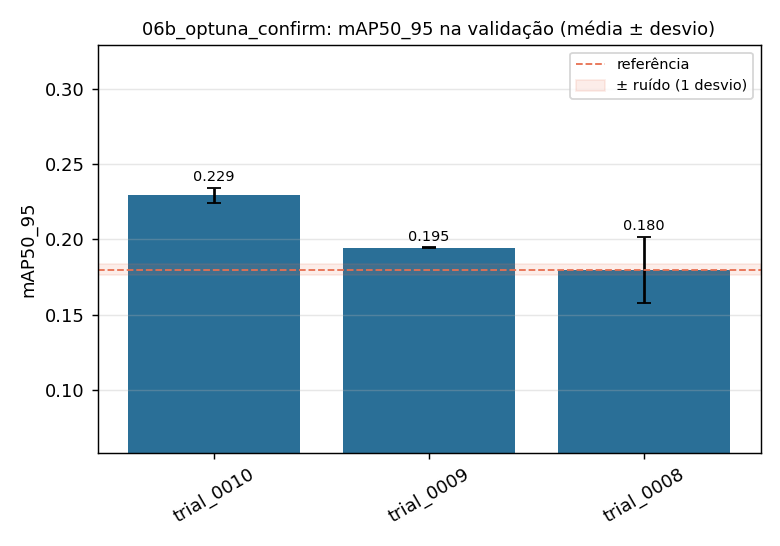 06b_optuna_confirm: mAP50_95 na validação (média ± desvio)
referência
± ruído (1 desvio)
mAP50_95
0.30
0.25
0.20
0.15
0.10
0.229
0.195
0.180
trial_0010
trial_0009
trial_0008